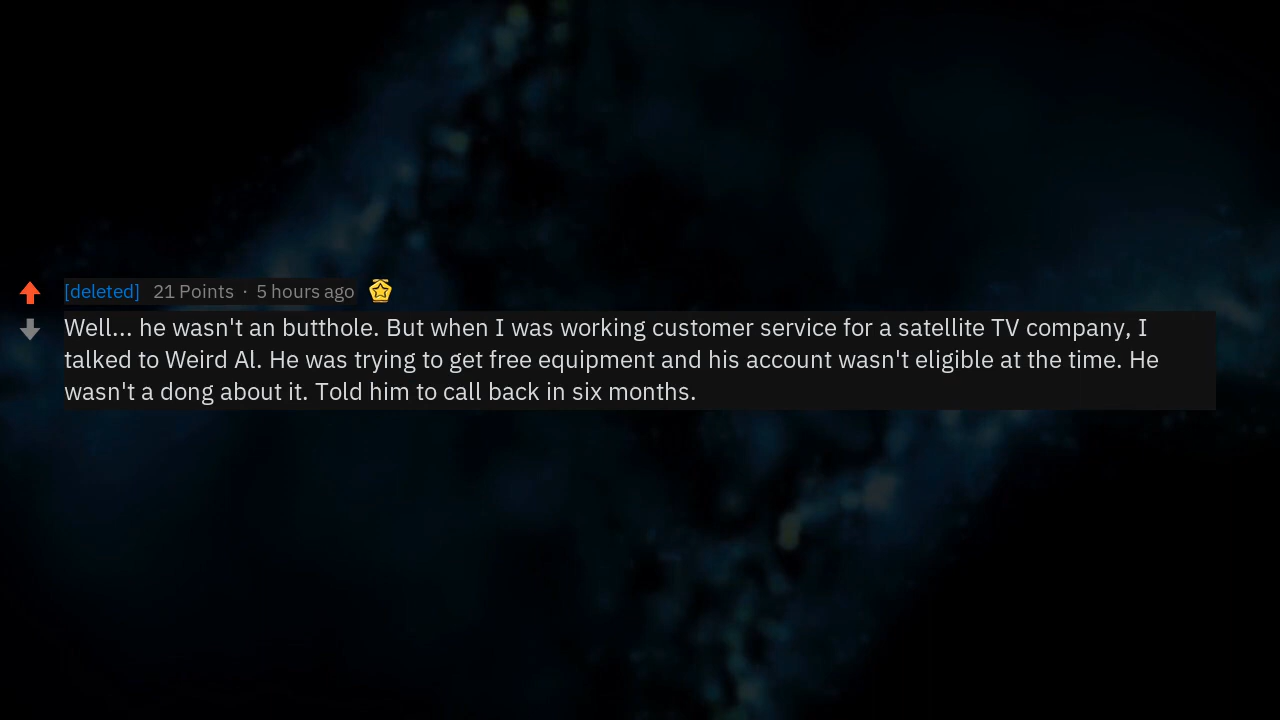 [deleted] 21 Points · 5 hours ago
Well... he wasn't an butthole. But when I was working customer service for a satellite TV company, I
talked to Weird Al. He was trying to get free equipment and his account wasn't eligible at the time. He
wasn't a dong about it. Told him to call back in six months.